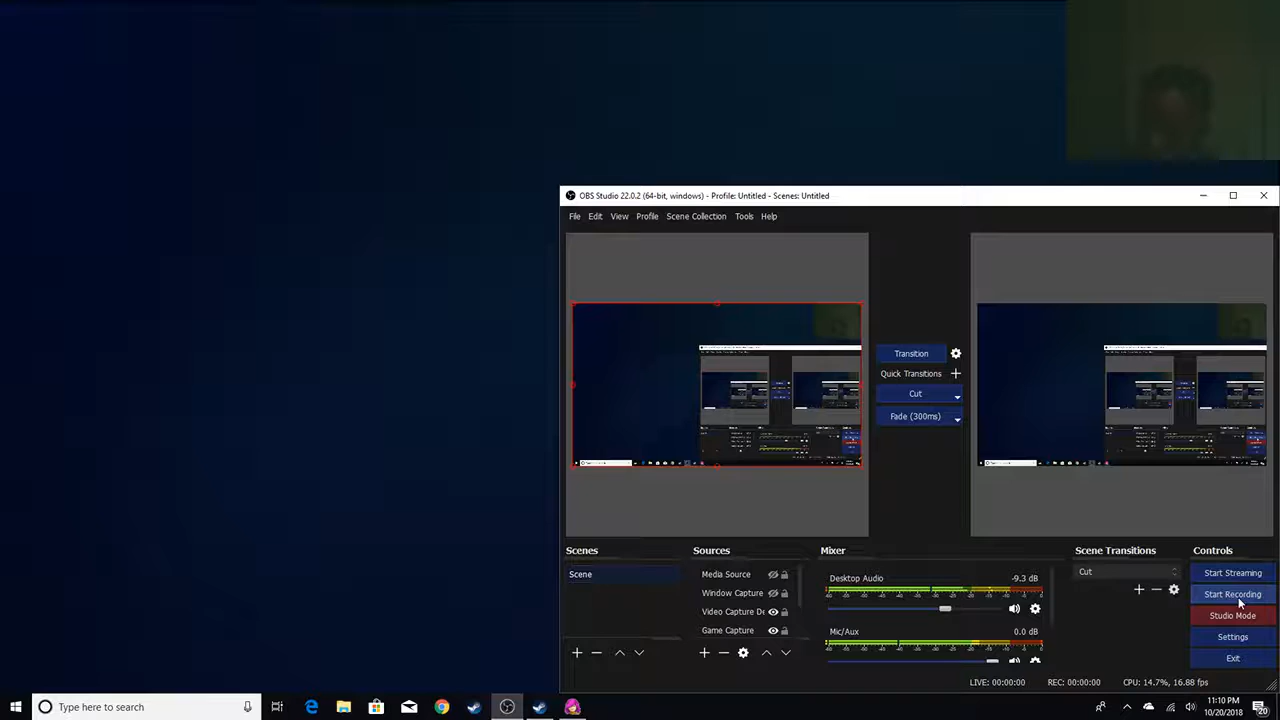 OBS Studio 22.0.2 (64-bit, windows) - Profile: Untitled - Scenes: Untitled
File Edit View Profile Scene Collection Tools Help
Transition
Quick Transitions
Cut
Fade (300ms)
Scenes Sources Mixer Scene Transitions Controls
Scene
Media Source
Window Capture
Video Capture De
Game Capture
Desktop Audio -9.3 dB
Mic/Aux 0.0 dB
Cut
Start Streaming
Start Recording
Studio Mode
Settings
Exit
LIVE: 00:00:00 REC: 00:00:00 CPU: 14.7%, 16.88 fps
Type here to search
11:10 PM
10/20/2018
20